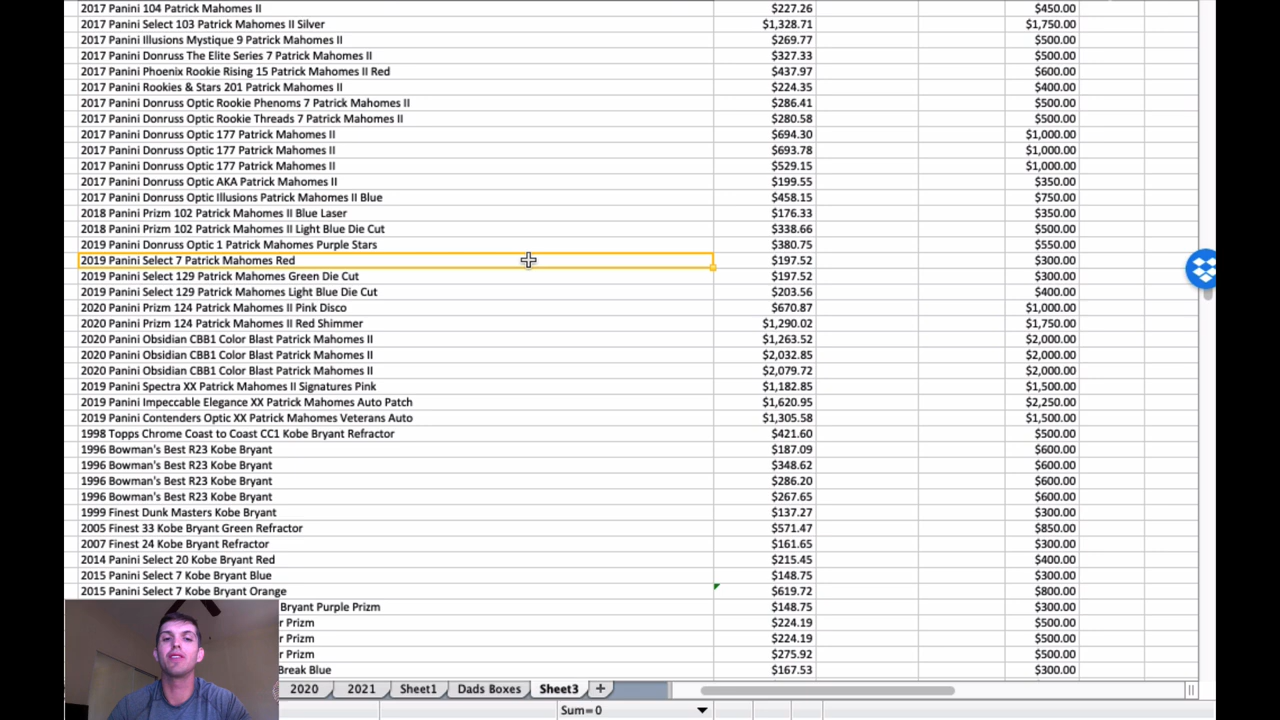 2017 Panini 104 Patrick Mahomes II $227.26 $450.00
2017 Panini Select 103 Patrick Mahomes II Silver $1,328.71 $1,750.00
2017 Panini Illusions Mystique 9 Patrick Mahomes II $269.77 $500.00
2017 Panini Donruss The Elite Series 7 Patrick Mahomes II $327.33 $500.00
2017 Panini Phoenix Rookie Rising 15 Patrick Mahomes II Red $437.97 $600.00
2017 Panini Rookies & Stars 201 Patrick Mahomes II $224.35 $400.00
2017 Panini Donruss Optic Rookie Phenoms 7 Patrick Mahomes II $286.41 $500.00
2017 Panini Donruss Optic Rookie Threads 7 Patrick Mahomes II $280.58 $500.00
2017 Panini Donruss Optic 177 Patrick Mahomes II $694.30 $1,000.00
2017 Panini Donruss Optic 177 Patrick Mahomes II $693.78 $1,000.00
2017 Panini Donruss Optic 177 Patrick Mahomes II $529.15 $1,000.00
2017 Panini Donruss Optic AKA Patrick Mahomes II $199.55 $350.00
2017 Panini Donruss Optic Illusions Patrick Mahomes II Blue $458.15 $750.00
2018 Panini Prizm 102 Patrick Mahomes II Blue Laser $176.33 $350.00
2018 Panini Prizm 102 Patrick Mahomes II Light Blue Die Cut $338.66 $500.00
2019 Panini Donruss Optic 1 Patrick Mahomes Purple Stars $380.75 $550.00
2019 Panini Select 7 Patrick Mahomes Red $197.52 $300.00
2019 Panini Select 129 Patrick Mahomes Green Die Cut $197.52 $300.00
2019 Panini Select 129 Patrick Mahomes Light Blue Die Cut $203.56 $400.00
2020 Panini Prizm 124 Patrick Mahomes II Pink Disco $670.87 $1,000.00
2020 Panini Prizm 124 Patrick Mahomes II Red Shimmer $1,290.02 $1,750.00
2020 Panini Obsidian CBB1 Color Blast Patrick Mahomes II $1,263.52 $2,000.00
2020 Panini Obsidian CBB1 Color Blast Patrick Mahomes II $2,032.85 $2,000.00
2020 Panini Obsidian CBB1 Color Blast Patrick Mahomes II $2,079.72 $2,000.00
2019 Panini Spectra XX Patrick Mahomes II Signatures Pink $1,182.85 $1,500.00
2019 Panini Impeccable Elegance XX Patrick Mahomes Auto Patch $1,620.95 $2,250.00
2019 Panini Contenders Optic XX Patrick Mahomes Veterans Auto $1,305.58 $1,500.00
1998 Topps Chrome Coast to Coast CC1 Kobe Bryant Refractor $421.60 $500.00
1996 Bowman's Best R23 Kobe Bryant $187.09 $600.00
1996 Bowman's Best R23 Kobe Bryant $348.62 $600.00
1996 Bowman's Best R23 Kobe Bryant $286.20 $600.00
1996 Bowman's Best R23 Kobe Bryant $267.65 $600.00
1999 Finest Dunk Masters Kobe Bryant $137.27 $300.00
2005 Finest 33 Kobe Bryant Green Refractor $571.47 $850.00
2007 Finest 24 Kobe Bryant Refractor $161.65 $300.00
2014 Panini Select 20 Kobe Bryant Red $215.45 $400.00
2015 Panini Select 7 Kobe Bryant Blue $148.75 $300.00
2015 Panini Select 7 Kobe Bryant Orange $619.72 $800.00
Bryant Purple Prizm $148.75 $300.00
r Prizm $224.19 $500.00
r Prizm $224.19 $500.00
r Prizm $275.92 $500.00
Break Blue $167.53 $300.00
2020 2021 Sheet1 Dads Boxes Sheet3 +
Sum=0